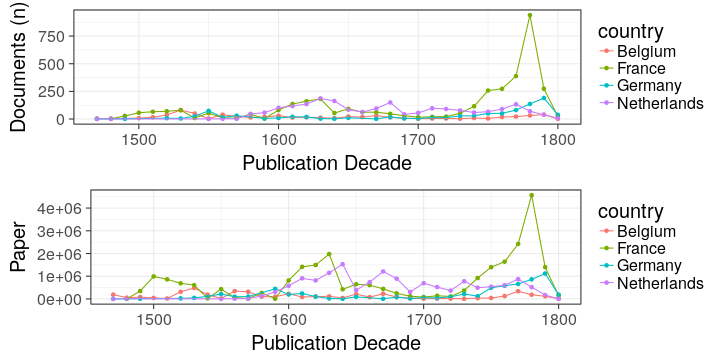 Documents (n)
750
500
250
0
1500
1600
1700
1800
Publication Decade
country
Belgium
France
Germany
Netherlands
Paper
4e+06
3e+06
2e+06
1e+06
0e+00
1500
1600
1700
1800
Publication Decade
country
Belgium
France
Germany
Netherlands